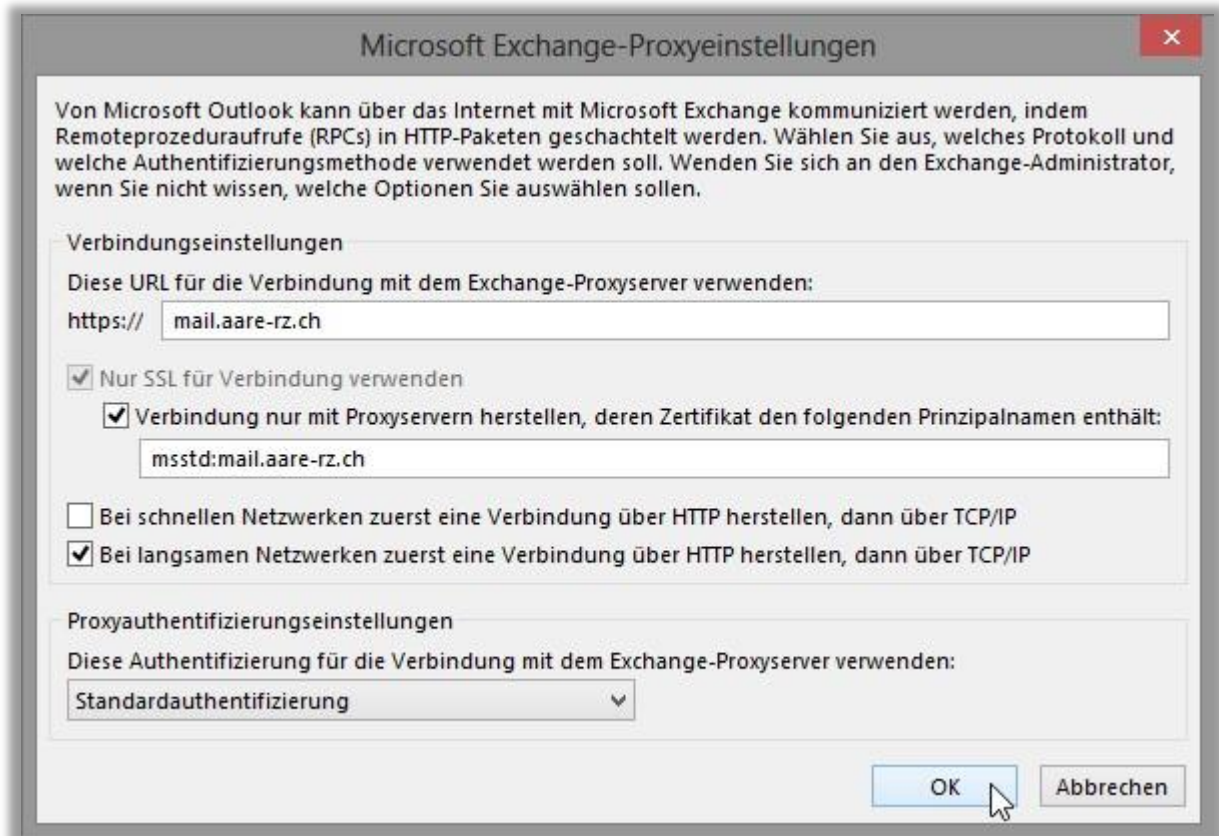 Microsoft Exchange-Proxyeinstellungen
Von Microsoft Outlook kann über das Internet mit Microsoft Exchange kommuniziert werden, indem
Remoteprozeduraufrufe (RPCs) in HTTP-Paketen geschachtelt werden. Wählen Sie aus, welches Protokoll und
welche Authentifizierungsmethode verwendet werden soll. Wenden Sie sich an den Exchange-Administrator,
wenn Sie nicht wissen, welche Optionen Sie auswählen sollen.
Verbindungseinstellungen
Diese URL für die Verbindung mit dem Exchange-Proxyserver verwenden:
https:// mail.aare-rz.ch
Nur SSL für Verbindung verwenden
Verbindung nur mit Proxyservern herstellen, deren Zertifikat den folgenden Prinzipalnamen enthält:
msstd:mail.aare-rz.ch
Bei schnellen Netzwerken zuerst eine Verbindung über HTTP herstellen, dann über TCP/IP
Bei langsamen Netzwerken zuerst eine Verbindung über HTTP herstellen, dann über TCP/IP
Proxyauthentifizierungseinstellungen
Diese Authentifizierung für die Verbindung mit dem Exchange-Proxyserver verwenden:
Standardauthentifizierung
OK Abbrechen